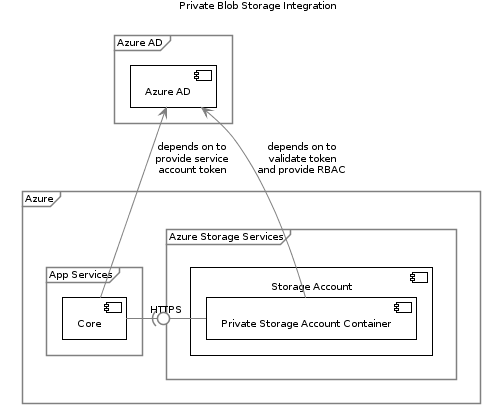 Private Blob Storage Integration
Azure AD
Azure AD
depends on to
provide service
account token
depends on to
validate token
and provide RBAC
Azure
Azure Storage Services
App Services
Storage Account
HTTPS
Core
Private Storage Account Container